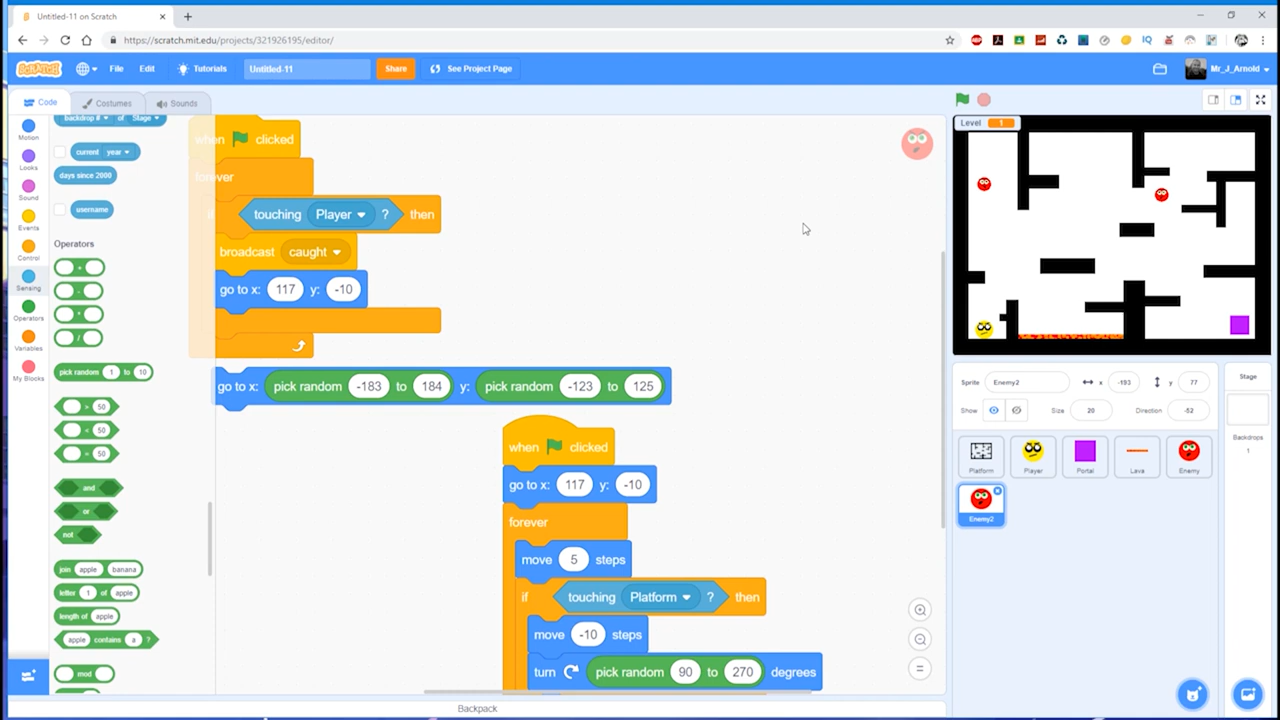 Untitled-11 on Scratch
https://scratch.mit.edu/projects/321926195/editor/
SCRATCH
File
Edit
Tutorials
Untitled-11
Share
See Project Page
Mr_J_Arnold
Code
Costumes
Sounds
Motion
Looks
Sound
Events
Control
Sensing
Operators
Variables
My Blocks
backdrop # of Stage
current year
days since 2000
username
Operators
+
-
*
/
pick random 1 to 10
> 50
< 50
= 50
and
or
not
join apple banana
letter 1 of apple
length of apple
apple contains a ?
mod
when clicked
forever
if touching Player ? then
broadcast caught
go to x: 117 y: -10
go to x: pick random -183 to 184 y: pick random -123 to 125
when clicked
go to x: 117 y: -10
forever
move 5 steps
if touching Platform ? then
move -10 steps
turn pick random 90 to 270 degrees
Level 1
Sprite Enemy2 x -193 y 77
Show Size 20 Direction -52
Platform
Player
Portal
Lava
Enemy
Enemy2
Stage
Backdrops
1
Backpack